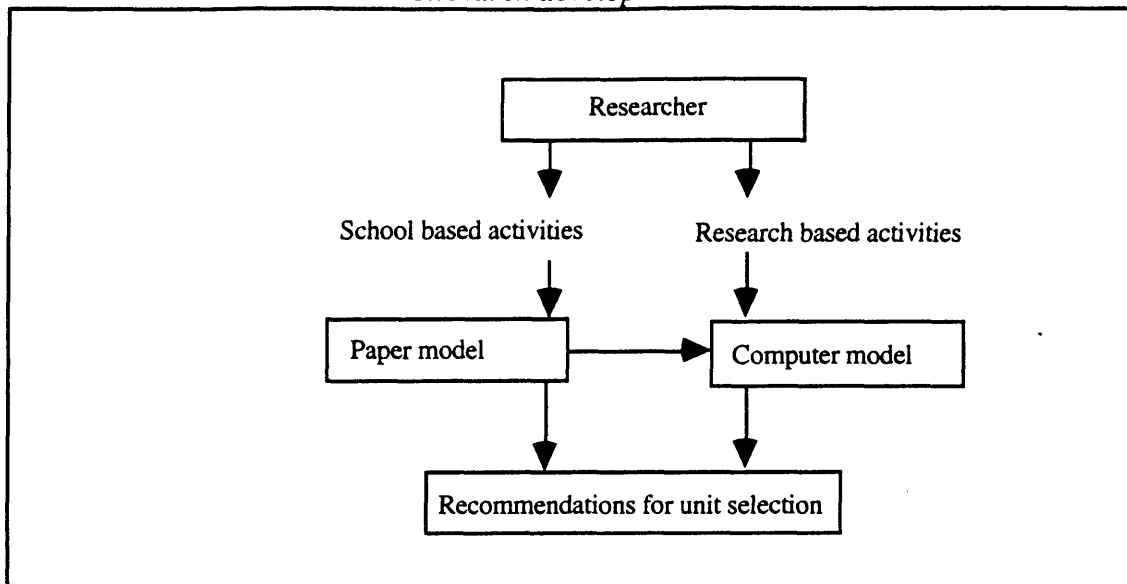 Researcher
School based activities
Research based activities
Paper model
Computer model
Recommendations for unit selection